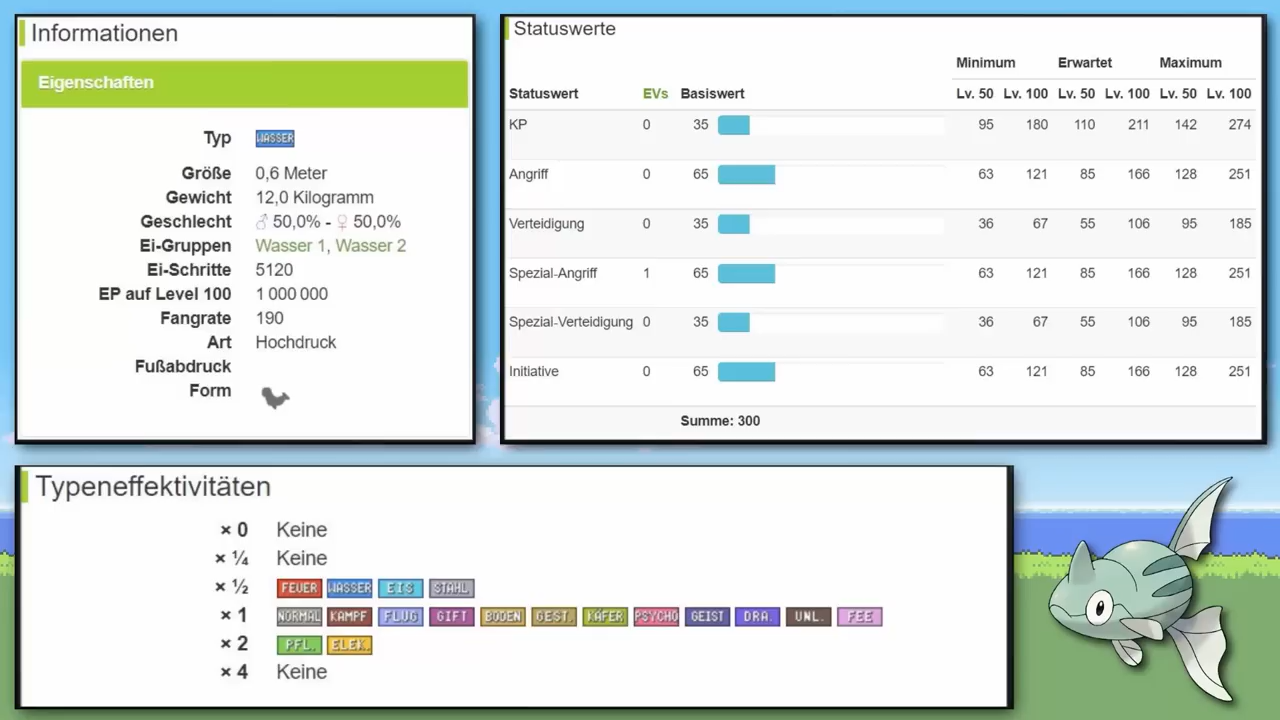 Informationen
Eigenschaften
Typ WASSER
Größe 0,6 Meter
Gewicht 12,0 Kilogramm
Geschlecht ♂ 50,0% - ♀ 50,0%
Ei-Gruppen Wasser 1, Wasser 2
Ei-Schritte 5120
EP auf Level 100 1 000 000
Fangrate 190
Art Hochdruck
Fußabdruck
Form
Statuswerte
Minimum Erwartet Maximum
Statuswert EVs Basiswert Lv. 50 Lv. 100 Lv. 50 Lv. 100 Lv. 50 Lv. 100
KP 0 35 95 180 110 211 142 274
Angriff 0 65 63 121 85 166 128 251
Verteidigung 0 35 36 67 55 106 95 185
Spezial-Angriff 1 65 63 121 85 166 128 251
Spezial-Verteidigung 0 35 36 67 55 106 95 185
Initiative 0 65 63 121 85 166 128 251
Summe: 300
Typeneffektivitäten
× 0 Keine
× ¼ Keine
× ½ FEUER WASSER EIS STAHL
× 1 NORMAL KAMPF FLUG GIFT BODEN GEST. KÄFER PSYCHO GEIST DRA. UNL. FEE
× 2 PFL. ELEK.
× 4 Keine